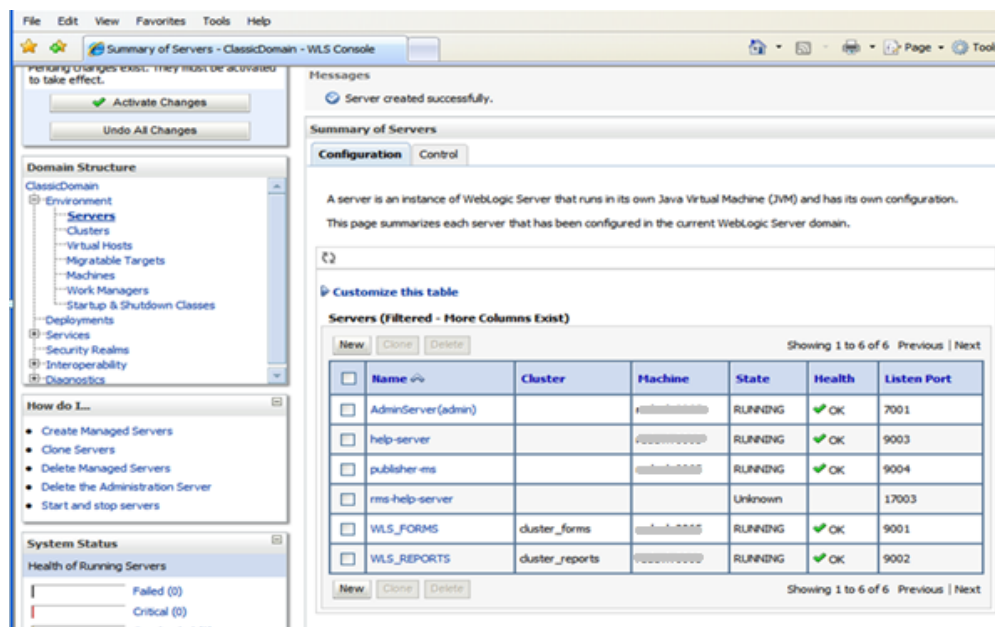 File Edit View Favorites Tools Help
Summary of Servers - ClassicDomain - WLS Console
Page
Pending changes exist. They must be activated
to take effect.
Activate Changes
Undo All Changes
Domain Structure
ClassicDomain
Environment
Servers
Clusters
Virtual Hosts
Migratable Targets
Machines
Work Managers
Startup & Shutdown Classes
Deployments
Services
Security Realms
Interoperability
Diagnostics
How do I...
Create Managed Servers
Clone Servers
Delete Managed Servers
Delete the Administration Server
Start and stop servers
System Status
Health of Running Servers
Failed (0)
Critical (0)
Messages
Server created successfully.
Summary of Servers
Configuration Control
A server is an instance of WebLogic Server that runs in its own Java Virtual Machine (JVM) and has its own configuration.
This page summarizes each server that has been configured in the current WebLogic Server domain.
Customize this table
Servers (Filtered - More Columns Exist)
New Clone Delete Showing 1 to 6 of 6 Previous | Next
Name Cluster Machine State Health Listen Port
AdminServer(admin) RUNNING OK 7001
help-server RUNNING OK 9003
publisher-ms RUNNING OK 9004
rms-help-server Unknown 17003
WLS_FORMS cluster_forms RUNNING OK 9001
WLS_REPORTS cluster_reports RUNNING OK 9002
New Clone Delete Showing 1 to 6 of 6 Previous | Next